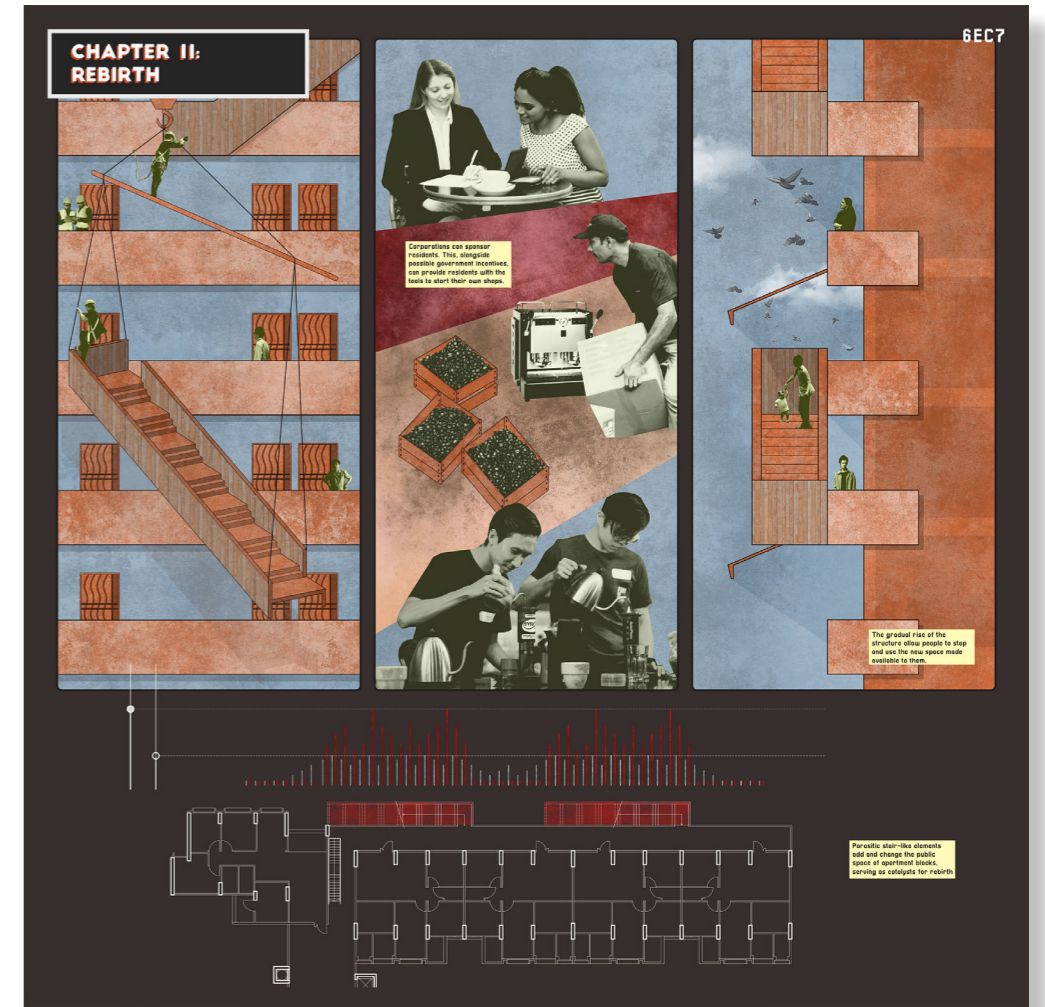 CHAPTER II:
REBIRTH
6EC7
Corporations can sponsor
residents. This, alongside
possible government incentives,
can provide residents with the
tools to start their own shops.
The gradual rise of the
structure allow people to stop
and use the new space made
available to them.
Parasitic stair-like elements
add and change the public
space of apartment blocks,
serving as catalysts for rebirth